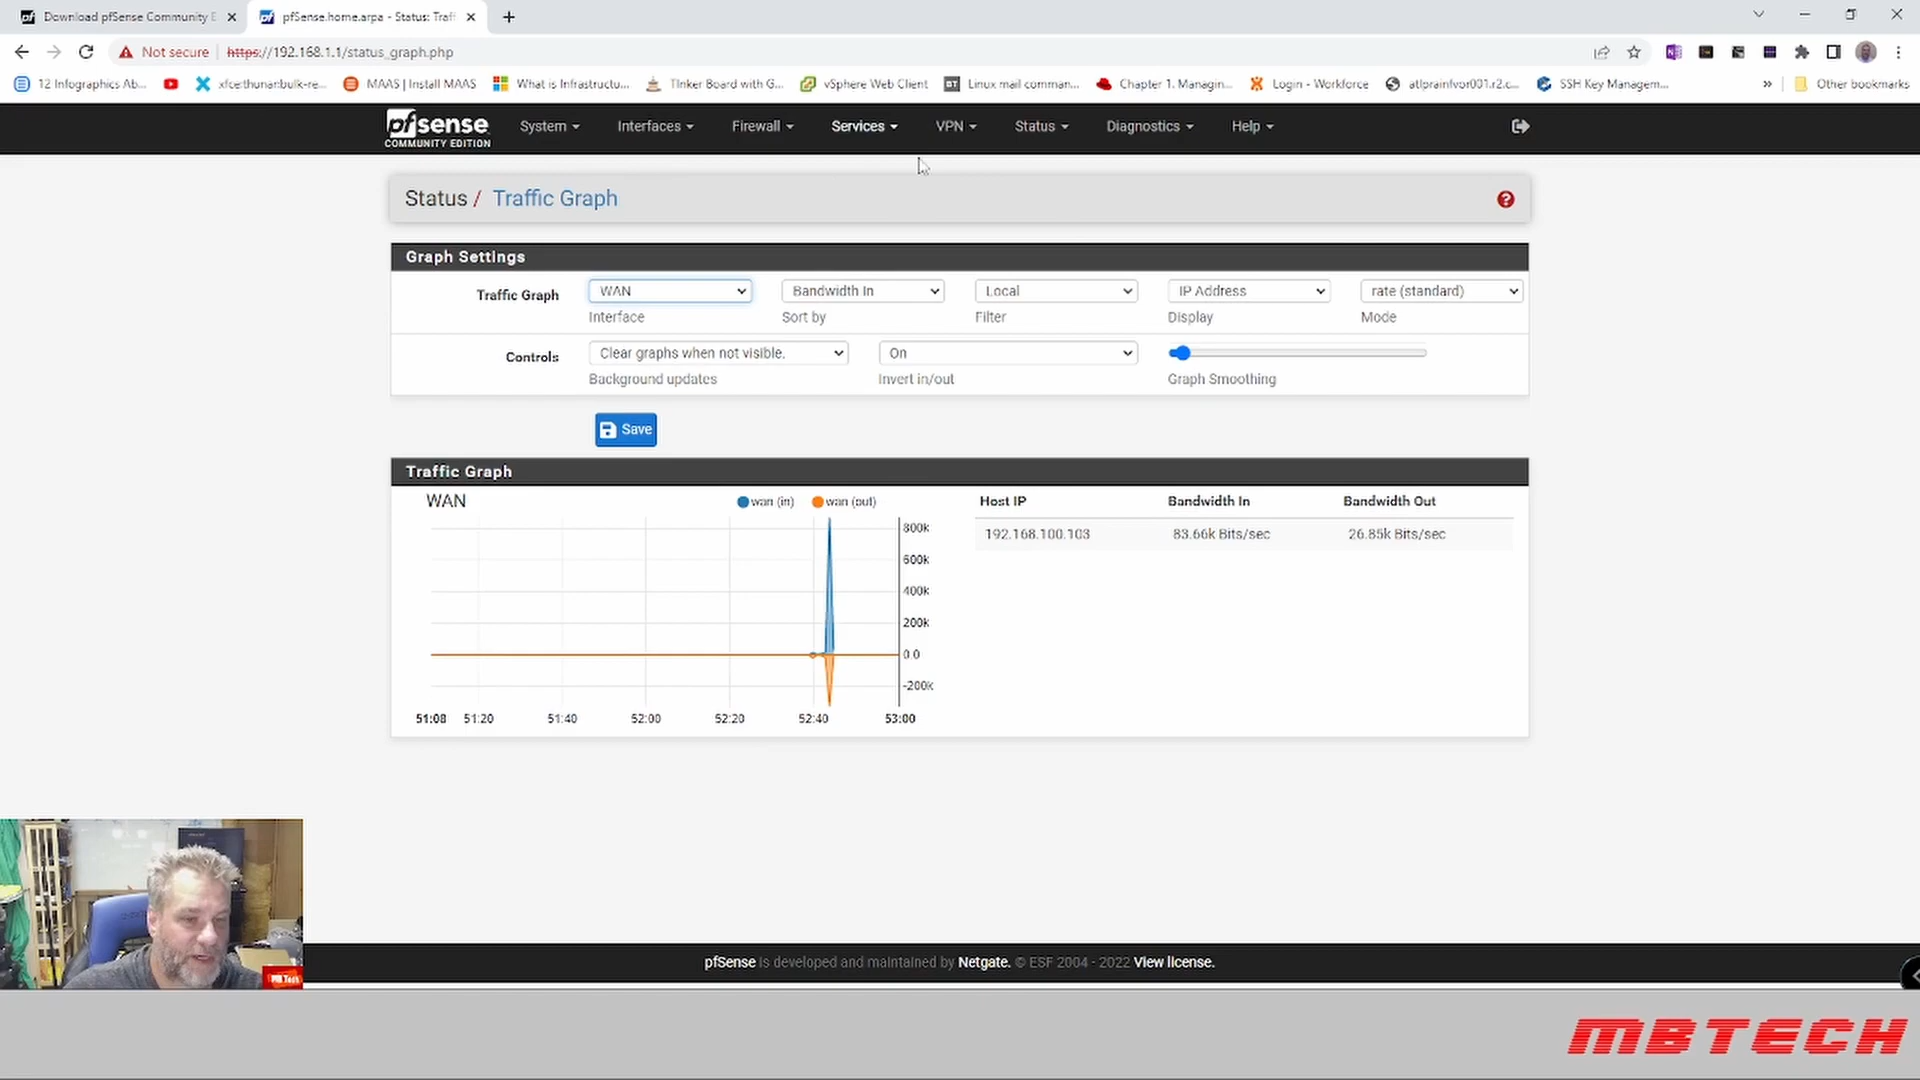 Download pfSense Community E
pfSense.home.arpa - Status: Traff
Not secure https://192.168.1.1/status_graph.php
12 Infographics Ab... xfce:thunar:bulk-re... MAAS | Install MAAS What is Infrastructu... Tinker Board with G... vSphere Web Client Linux mail comman... Chapter 1. Managin... Login - Workforce SSH Key Managem... » Other bookmarks
pfsense COMMUNITY EDITION System Interfaces Firewall Services VPN Status Diagnostics Help
Status / Traffic Graph
Graph Settings
Traffic Graph WAN Bandwidth In Local IP Address rate (standard)
Interface Sort by Filter Display Mode
Controls Clear graphs when not visible. On
Background updates Invert in/out Graph Smoothing
Save
Traffic Graph
WAN wan (in) wan (out) Host IP Bandwidth In Bandwidth Out
192.168.100.103 83.66k Bits/sec 26.85k Bits/sec
800k
600k
400k
200k
0.0
-200k
51:08 51:20 51:40 52:00 52:20 52:40 53:00
MB Tech
pfSense is developed and maintained by Netgate. © ESF 2004 - 2022 View license.
MBTECH